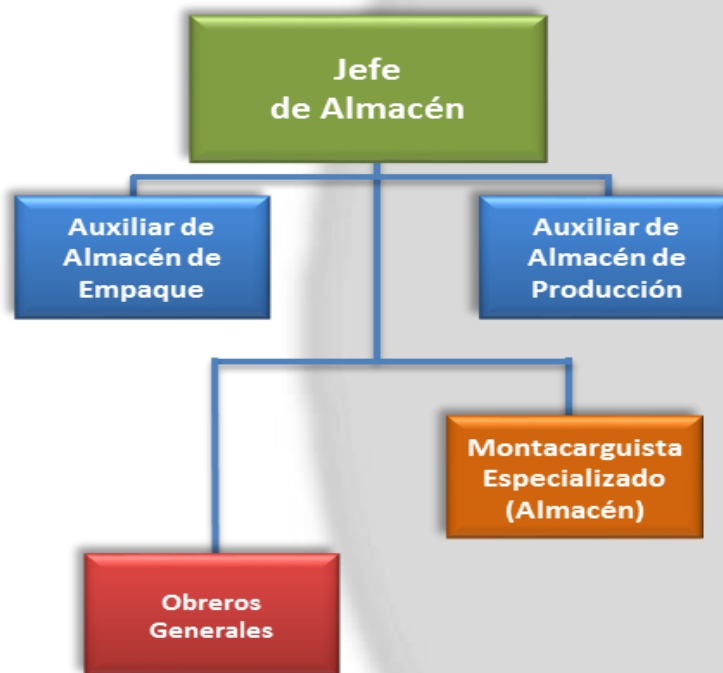 Jefe
de Almacén
Auxiliar de
Almacén de
Empaque
Auxiliar de
Almacén de
Producción
Montacarguista
Especializado
(Almacén)
Obreros
Generales